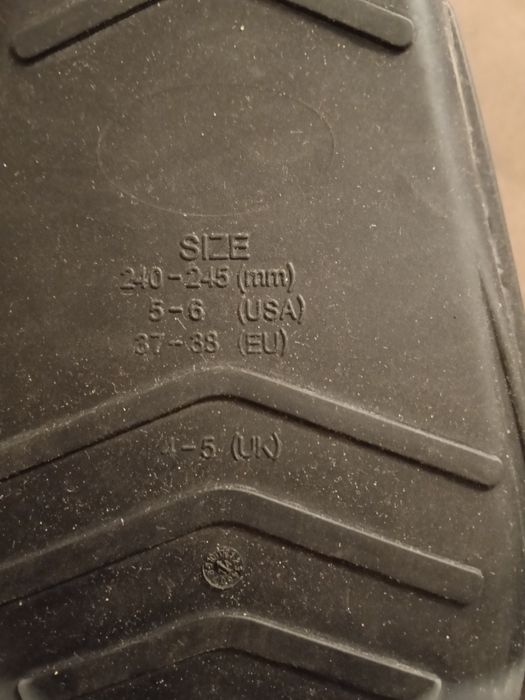 SIZE
240-245 (mm)
5-6 (USA)
37-38 (EU)
4-5 (UK)